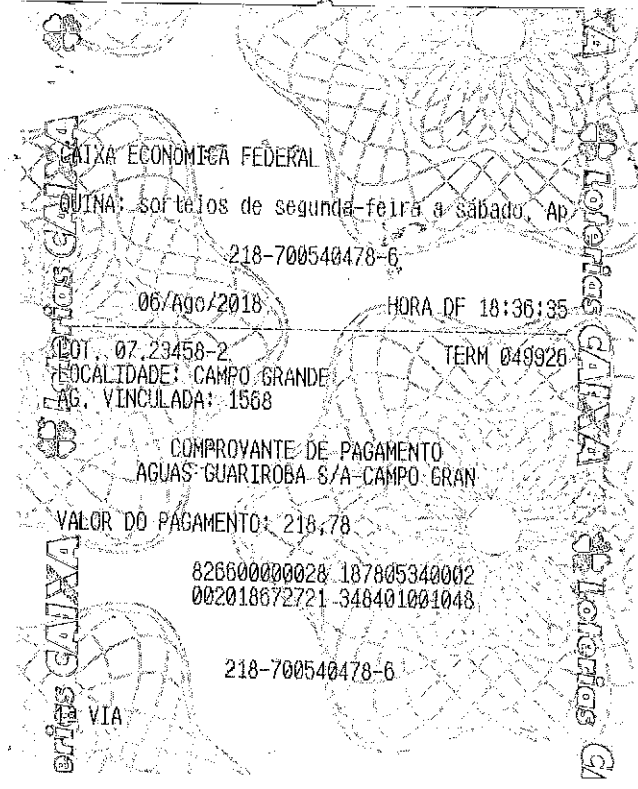 CAIXA ECONOMICA FEDERAL
QUINA: sorteios de segunda-feira a sábado. Ap
218-700540478-6
06/Ago/2018 HORA DF 18:36:35
LOT. 07.23458-2 TERM 049926
LOCALIDADE: CAMPO GRANDE
AG. VINCULADA: 1568
COMPROVANTE DE PAGAMENTO
AGUAS GUARIROBA S/A-CAMPO GRAN
VALOR DO PAGAMENTO: 218,78
826600000028 187805340002
002018672721 348401001048
218-700540478-6
VIA
Loterias CAIXA
erias CAIXA
XA
Loterias CAIXA
Loterias CA